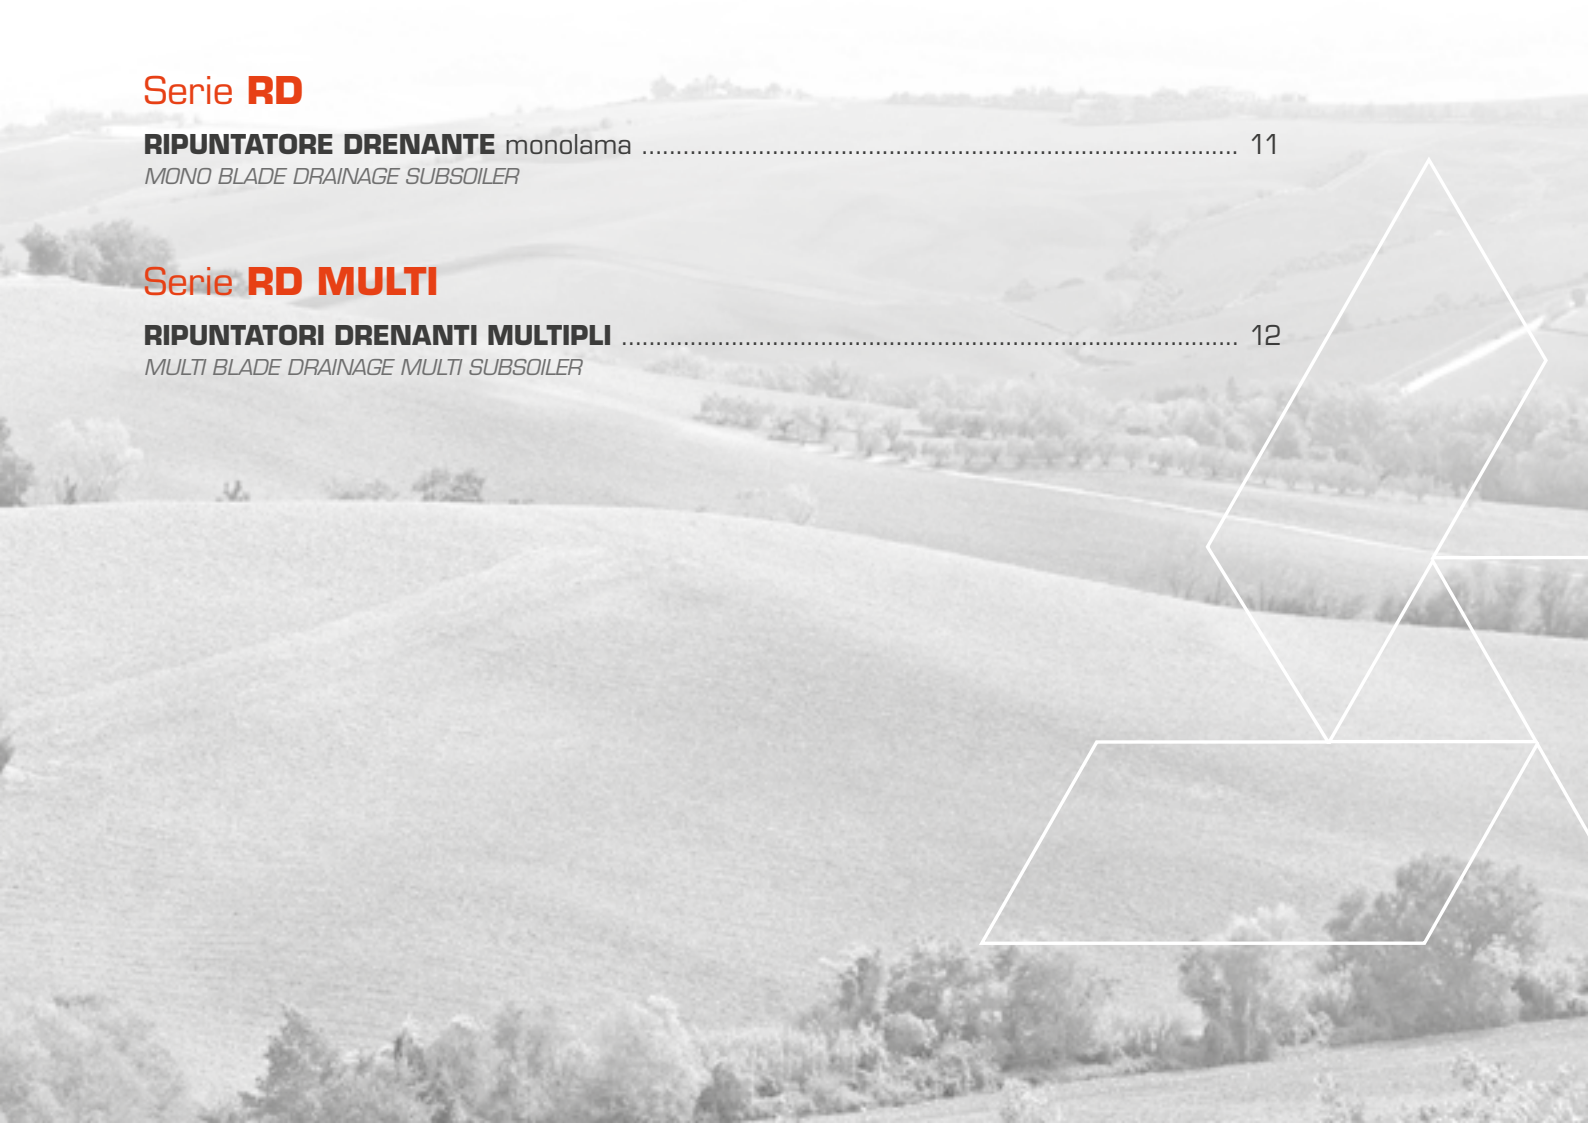 Serie RD
RIPUNTATORE DRENANTE monolama ........................................................................................ 11
MONO BLADE DRAINAGE SUBSOILER
Serie RD MULTI
RIPUNTATORI DRENANTI MULTIPLI ........................................................................................... 12
MULTI BLADE DRAINAGE MULTI SUBSOILER